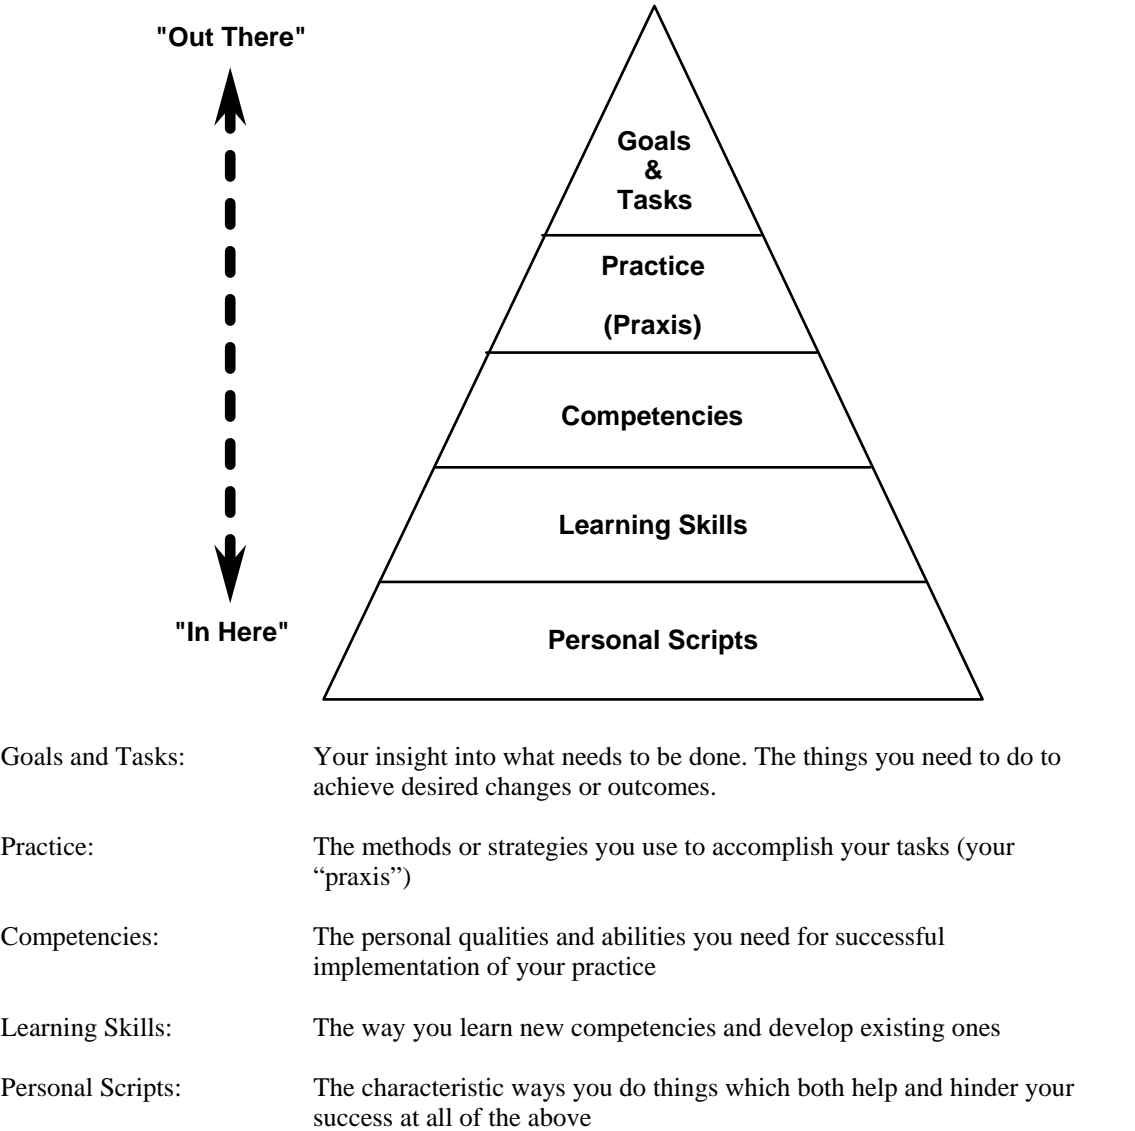 "Out There"
Goals
&
Tasks
Practice
(Praxis)
Competencies
Learning Skills
"In Here"
Personal Scripts
Goals and Tasks: Your insight into what needs to be done. The things you need to do to
achieve desired changes or outcomes.
Practice: The methods or strategies you use to accomplish your tasks (your
“praxis”)
Competencies: The personal qualities and abilities you need for successful
implementation of your practice
Learning Skills: The way you learn new competencies and develop existing ones
Personal Scripts: The characteristic ways you do things which both help and hinder your
success at all of the above